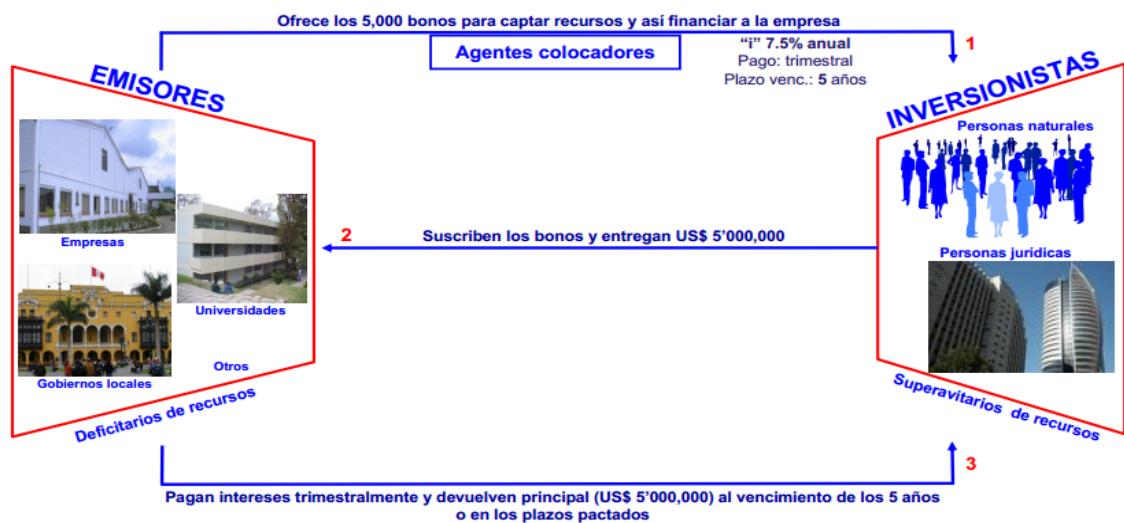 Ofrece los 5,000 bonos para captar recursos y así financiar a la empresa
Agentes colocadores
“i” 7.5% anual
Pago: trimestral
Plazo venc.: 5 años
1
EMISORES
Empresas
Universidades
Gobiernos locales
Otros
Deficitarios de recursos
2
Suscriben los bonos y entregan US$ 5’000,000
INVERSIONISTAS
Personas naturales
Personas jurídicas
Superavitarios de recursos
3
Pagan intereses trimestralmente y devuelven principal (US$ 5’000,000) al vencimiento de los 5 años
o en los plazos pactados